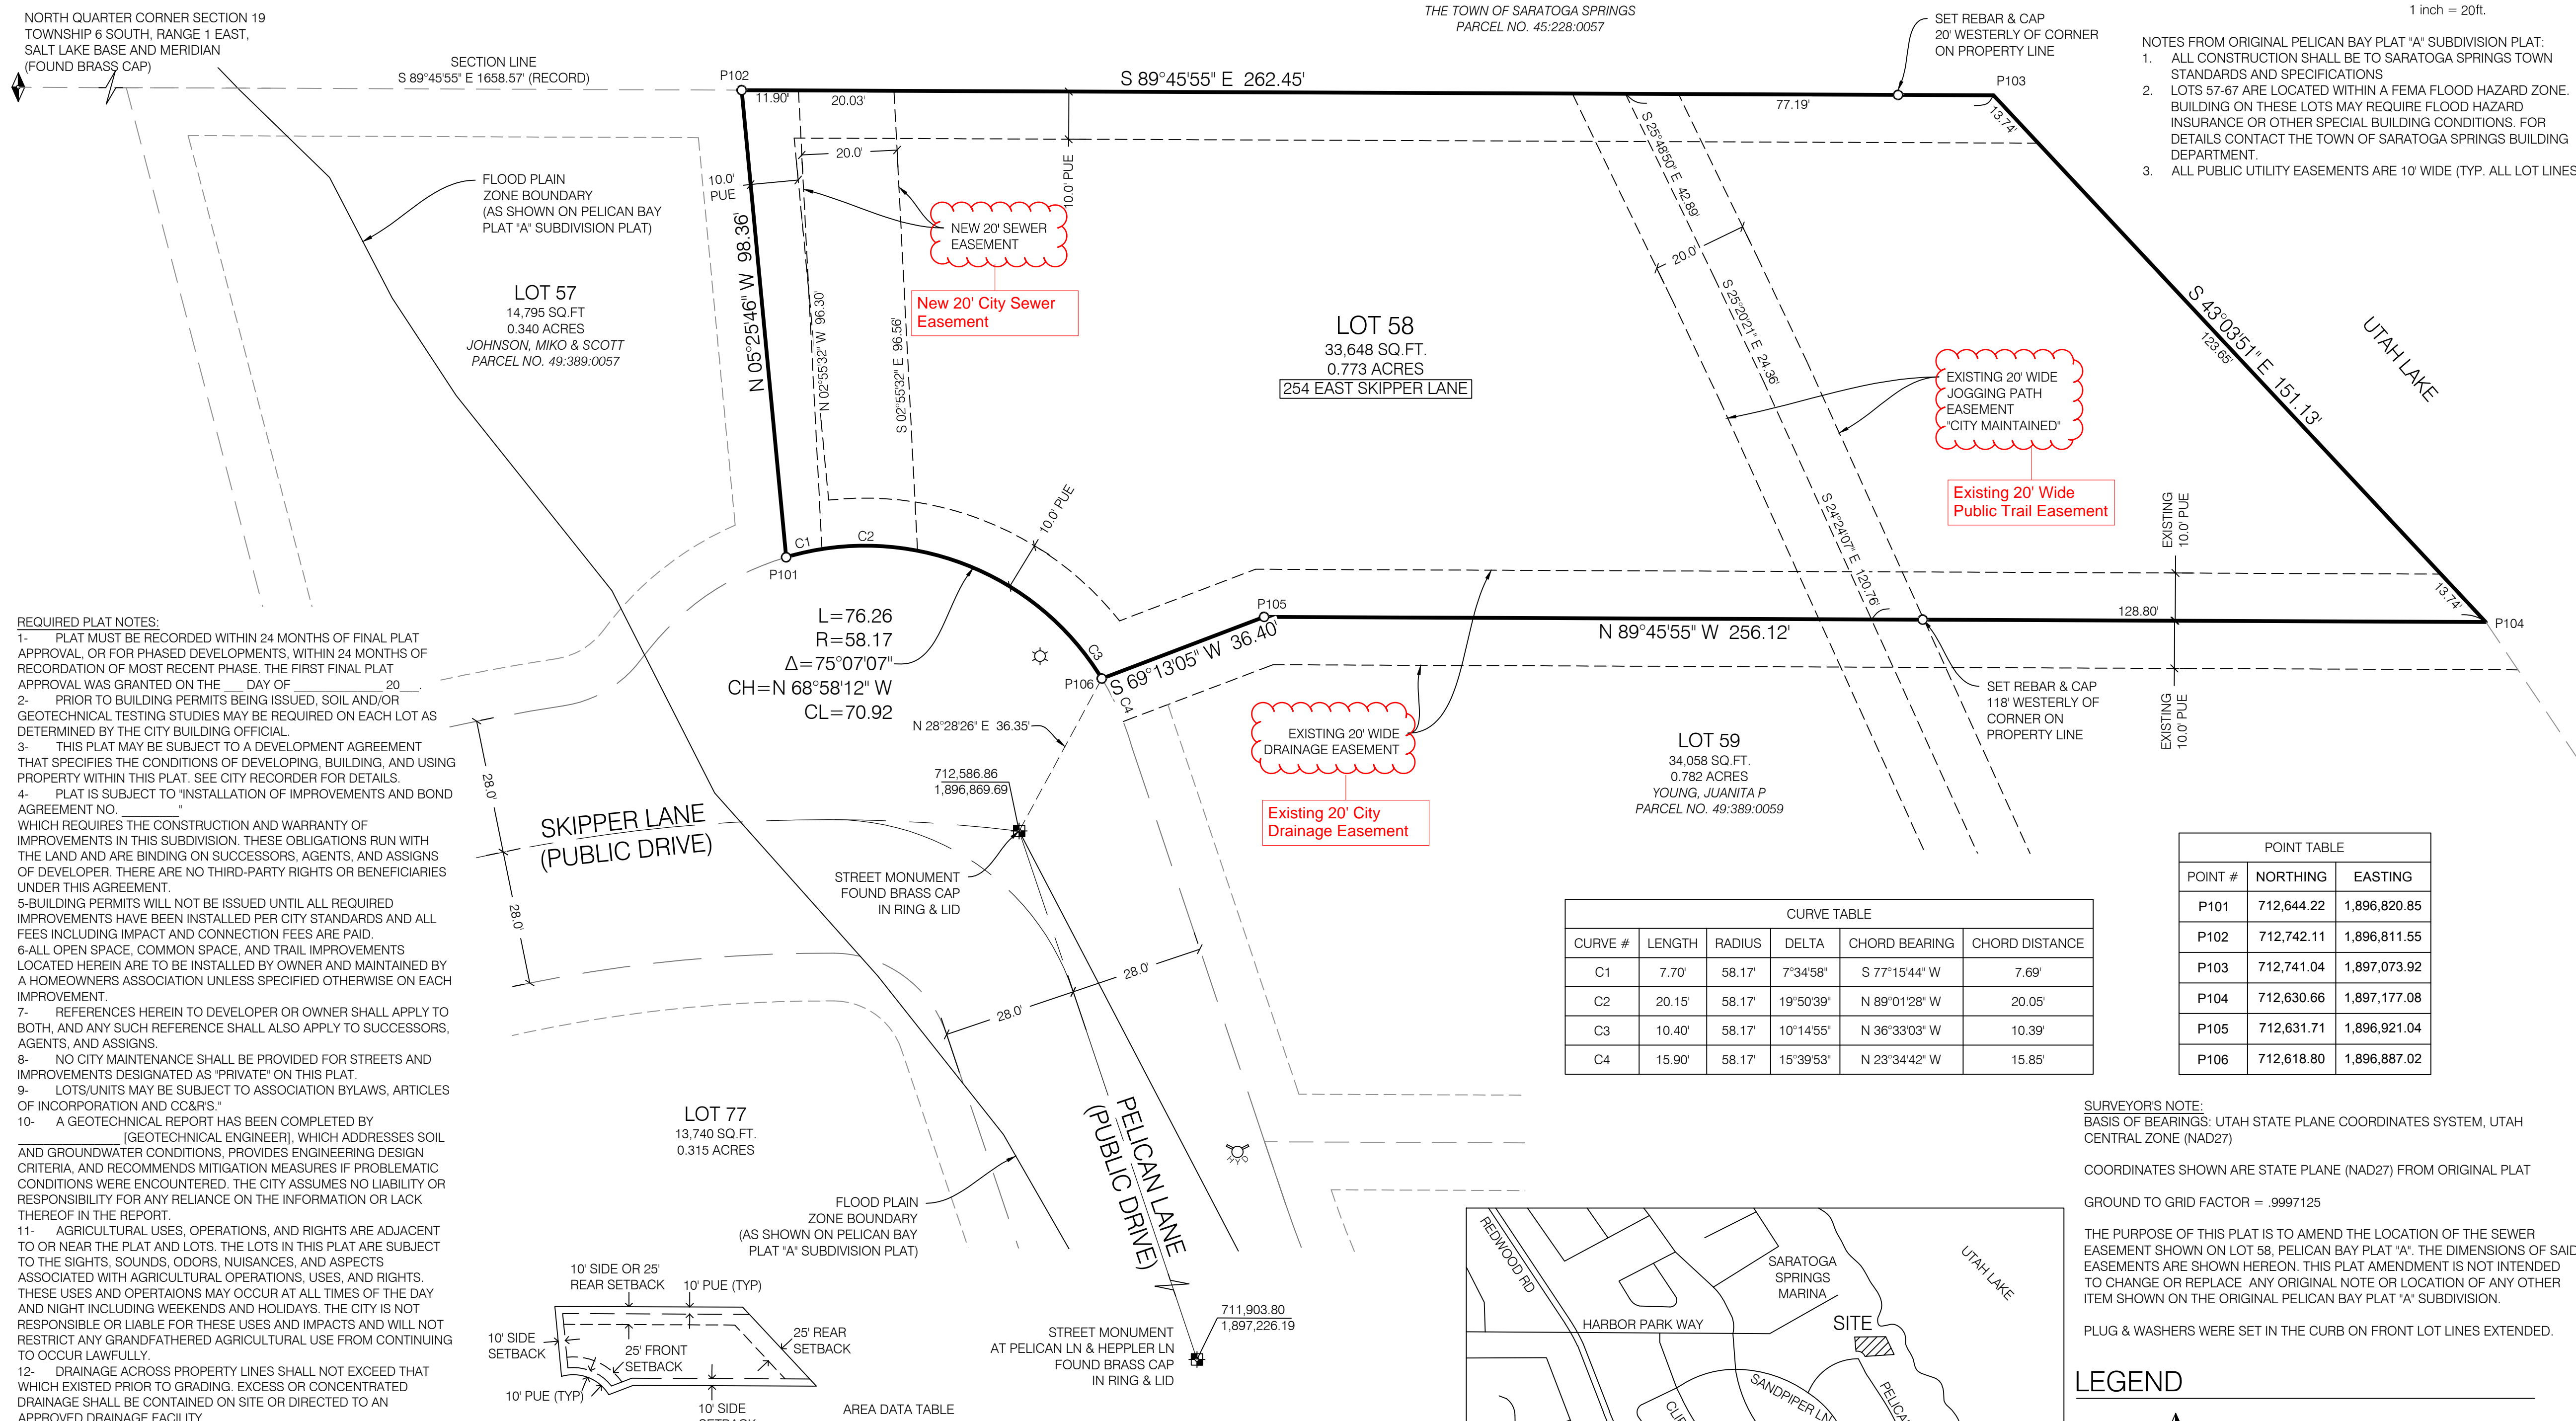 NORTH QUARTER CORNER SECTION 19
TOWNSHIP 6 SOUTH, RANGE 1 EAST,
SALT LAKE BASE AND MERIDIAN
(FOUND BRASS CAP)
SECTION LINE
S 89°45'55" E 1658.57' (RECORD)
P102
THE TOWN OF SARATOGA SPRINGS
PARCEL NO. 45:228:0057
S 89°45'55" E 262.45'
11.90'
20.03'
77.19'
SET REBAR & CAP
20' WESTERLY OF CORNER
ON PROPERTY LINE
P103
13.74'
1 inch = 20ft.
NOTES FROM ORIGINAL PELICAN BAY PLAT "A" SUBDIVISION PLAT:
1. ALL CONSTRUCTION SHALL BE TO SARATOGA SPRINGS TOWN
STANDARDS AND SPECIFICATIONS
2. LOTS 57-67 ARE LOCATED WITHIN A FEMA FLOOD HAZARD ZONE.
BUILDING ON THESE LOTS MAY REQUIRE FLOOD HAZARD
INSURANCE OR OTHER SPECIAL BUILDING CONDITIONS. FOR
DETAILS CONTACT THE TOWN OF SARATOGA SPRINGS BUILDING
DEPARTMENT.
3. ALL PUBLIC UTILITY EASEMENTS ARE 10' WIDE (TYP. ALL LOT LINES
FLOOD PLAIN
ZONE BOUNDARY
(AS SHOWN ON PELICAN BAY
PLAT "A" SUBDIVISION PLAT)
10.0'
PUE
20.0'
10.0' PUE
NEW 20' SEWER
EASEMENT
New 20' City Sewer
Easement
N 05°25'46" W 98.36'
N 02°55'32" W 96.30'
S 02°55'32" E 96.56'
LOT 57
14,795 SQ.FT
0.340 ACRES
JOHNSON, MIKO & SCOTT
PARCEL NO. 49:389:0057
LOT 58
33,648 SQ.FT.
0.773 ACRES
254 EAST SKIPPER LANE
S 25°48'50" E 42.89'
20.0'
S 25°20'21" E 24.36'
S 24°24'07" E 120.76'
EXISTING 20' WIDE
JOGGING PATH
EASEMENT
"CITY MAINTAINED"
Existing 20' Wide
Public Trail Easement
S 43°03'51" E 151.13'
123.65'
UTAH LAKE
EXISTING
10.0' PUE
13.74'
P104
128.80'
EXISTING
10.0' PUE
P101
C1
C2
10.0' PUE
C3
P106
C4
P105
S 69°13'05" W 36.40'
N 89°45'55" W 256.12'
L=76.26
R=58.17
Δ=75°07'07"
CH=N 68°58'12" W
CL=70.92
N 28°28'26" E 36.35'
SET REBAR & CAP
118' WESTERLY OF
CORNER ON
PROPERTY LINE
EXISTING 20' WIDE
DRAINAGE EASEMENT
Existing 20' City
Drainage Easement
LOT 59
34,058 SQ.FT.
0.782 ACRES
YOUNG, JUANITA P
PARCEL NO. 49:389:0059
712,586.86
1,896,869.69
STREET MONUMENT
FOUND BRASS CAP
IN RING & LID
SKIPPER LANE
(PUBLIC DRIVE)
28.0'
28.0'
28.0'
28.0'
PELICAN LANE
(PUBLIC DRIVE)
HYD
LOT 77
13,740 SQ.FT.
0.315 ACRES
FLOOD PLAIN
ZONE BOUNDARY
(AS SHOWN ON PELICAN BAY
PLAT "A" SUBDIVISION PLAT)
711,903.80
1,897,226.19
STREET MONUMENT
AT PELICAN LN & HEPPLER LN
FOUND BRASS CAP
IN RING & LID
REQUIRED PLAT NOTES:
1- PLAT MUST BE RECORDED WITHIN 24 MONTHS OF FINAL PLAT
APPROVAL, OR FOR PHASED DEVELOPMENTS, WITHIN 24 MONTHS OF
RECORDATION OF MOST RECENT PHASE. THE FIRST FINAL PLAT
APPROVAL WAS GRANTED ON THE ___ DAY OF ______________ 20___.
2- PRIOR TO BUILDING PERMITS BEING ISSUED, SOIL AND/OR
GEOTECHNICAL TESTING STUDIES MAY BE REQUIRED ON EACH LOT AS
DETERMINED BY THE CITY BUILDING OFFICIAL.
3- THIS PLAT MAY BE SUBJECT TO A DEVELOPMENT AGREEMENT
THAT SPECIFIES THE CONDITIONS OF DEVELOPING, BUILDING, AND USING
PROPERTY WITHIN THIS PLAT. SEE CITY RECORDER FOR DETAILS.
4- PLAT IS SUBJECT TO "INSTALLATION OF IMPROVEMENTS AND BOND
AGREEMENT NO. _________"
WHICH REQUIRES THE CONSTRUCTION AND WARRANTY OF
IMPROVEMENTS IN THIS SUBDIVISION. THESE OBLIGATIONS RUN WITH
THE LAND AND ARE BINDING ON SUCCESSORS, AGENTS, AND ASSIGNS
OF DEVELOPER. THERE ARE NO THIRD-PARTY RIGHTS OR BENEFICIARIES
UNDER THIS AGREEMENT.
5-BUILDING PERMITS WILL NOT BE ISSUED UNTIL ALL REQUIRED
IMPROVEMENTS HAVE BEEN INSTALLED PER CITY STANDARDS AND ALL
FEES INCLUDING IMPACT AND CONNECTION FEES ARE PAID.
6-ALL OPEN SPACE, COMMON SPACE, AND TRAIL IMPROVEMENTS
LOCATED HEREIN ARE TO BE INSTALLED BY OWNER AND MAINTAINED BY
A HOMEOWNERS ASSOCIATION UNLESS SPECIFIED OTHERWISE ON EACH
IMPROVEMENT.
7- REFERENCES HEREIN TO DEVELOPER OR OWNER SHALL APPLY TO
BOTH, AND ANY SUCH REFERENCE SHALL ALSO APPLY TO SUCCESSORS,
AGENTS, AND ASSIGNS.
8- NO CITY MAINTENANCE SHALL BE PROVIDED FOR STREETS AND
IMPROVEMENTS DESIGNATED AS "PRIVATE" ON THIS PLAT.
9- LOTS/UNITS MAY BE SUBJECT TO ASSOCIATION BYLAWS, ARTICLES
OF INCORPORATION AND CC&R'S."
10- A GEOTECHNICAL REPORT HAS BEEN COMPLETED BY
________________ [GEOTECHNICAL ENGINEER], WHICH ADDRESSES SOIL
AND GROUNDWATER CONDITIONS, PROVIDES ENGINEERING DESIGN
CRITERIA, AND RECOMMENDS MITIGATION MEASURES IF PROBLEMATIC
CONDITIONS WERE ENCOUNTERED. THE CITY ASSUMES NO LIABILITY OR
RESPONSIBILITY FOR ANY RELIANCE ON THE INFORMATION OR LACK
THEREOF IN THE REPORT.
11- AGRICULTURAL USES, OPERATIONS, AND RIGHTS ARE ADJACENT
TO OR NEAR THE PLAT AND LOTS. THE LOTS IN THIS PLAT ARE SUBJECT
TO THE SIGHTS, SOUNDS, ODORS, NUISANCES, AND ASPECTS
ASSOCIATED WITH AGRICULTURAL OPERATIONS, USES, AND RIGHTS.
THESE USES AND OPERTAIONS MAY OCCUR AT ALL TIMES OF THE DAY
AND NIGHT INCLUDING WEEKENDS AND HOLIDAYS. THE CITY IS NOT
RESPONSIBLE OR LIABLE FOR THESE USES AND IMPACTS AND WILL NOT
RESTRICT ANY GRANDFATHERED AGRICULTURAL USE FROM CONTINUING
TO OCCUR LAWFULLY.
12- DRAINAGE ACROSS PROPERTY LINES SHALL NOT EXCEED THAT
WHICH EXISTED PRIOR TO GRADING. EXCESS OR CONCENTRATED
DRAINAGE SHALL BE CONTAINED ON SITE OR DIRECTED TO AN
APPROVED DRAINAGE FACILITY
10' SIDE OR 25'
REAR SETBACK
10' PUE (TYP)
10' SIDE
SETBACK
25' FRONT
SETBACK
25' REAR
SETBACK
10' PUE (TYP)
10' SIDE
SETBACK
AREA DATA TABLE
CURVE TABLE
CURVE # LENGTH RADIUS DELTA CHORD BEARING CHORD DISTANCE
C1 7.70' 58.17' 7°34'58" S 77°15'44" W 7.69'
C2 20.15' 58.17' 19°50'39" N 89°01'28" W 20.05'
C3 10.40' 58.17' 10°14'55" N 36°33'03" W 10.39'
C4 15.90' 58.17' 15°39'53" N 23°34'42" W 15.85'
POINT TABLE
POINT # NORTHING EASTING
P101 712,644.22 1,896,820.85
P102 712,742.11 1,896,811.55
P103 712,741.04 1,897,073.92
P104 712,630.66 1,897,177.08
P105 712,631.71 1,896,921.04
P106 712,618.80 1,896,887.02
SURVEYOR'S NOTE:
BASIS OF BEARINGS: UTAH STATE PLANE COORDINATES SYSTEM, UTAH
CENTRAL ZONE (NAD27)
COORDINATES SHOWN ARE STATE PLANE (NAD27) FROM ORIGINAL PLAT
GROUND TO GRID FACTOR = .9997125
THE PURPOSE OF THIS PLAT IS TO AMEND THE LOCATION OF THE SEWER
EASEMENT SHOWN ON LOT 58, PELICAN BAY PLAT "A". THE DIMENSIONS OF SAID
EASEMENTS ARE SHOWN HEREON. THIS PLAT AMENDMENT IS NOT INTENDED
TO CHANGE OR REPLACE ANY ORIGINAL NOTE OR LOCATION OF ANY OTHER
ITEM SHOWN ON THE ORIGINAL PELICAN BAY PLAT "A" SUBDIVISION.
PLUG & WASHERS WERE SET IN THE CURB ON FRONT LOT LINES EXTENDED.
LEGEND
REDWOOD RD
SARATOGA
SPRINGS
MARINA
UTAH LAKE
HARBOR PARK WAY
SITE
SANDPIPER LN